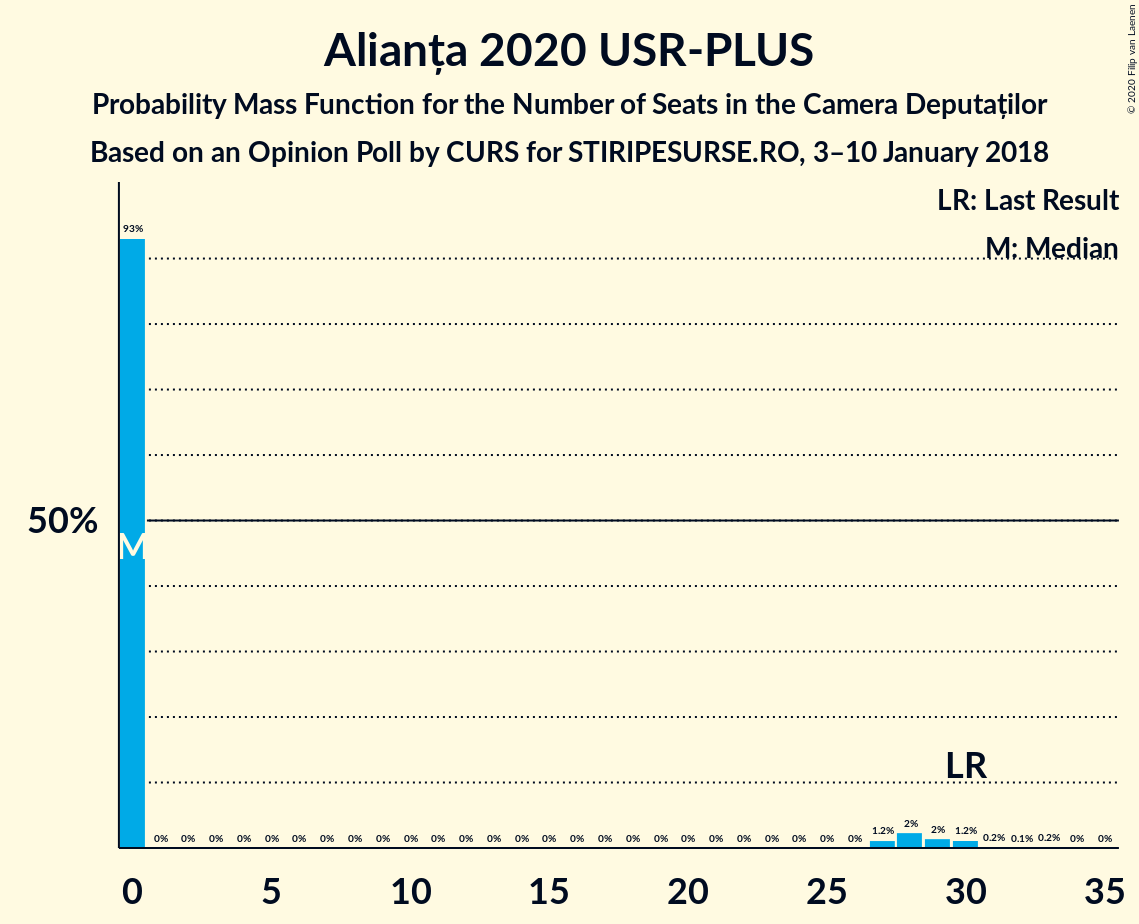 Alianța 2020 USR-PLUS
Probability Mass Function for the Number of Seats in the Camera Deputaților
Based on an Opinion Poll by CURS for STIRIPESURSE.RO, 3–10 January 2018
© 2020 Filip van Laenen
LR: Last Result
M: Median
93%
50%
M
LR
0% 0% 0% 0% 0% 0% 0% 0% 0% 0% 0% 0% 0% 0% 0% 0% 0% 0% 0% 0% 0% 0% 0% 0% 0% 0% 1.2% 2% 2% 1.2% 0.2% 0.1% 0.2% 0% 0%
0 5 10 15 20 25 30 35